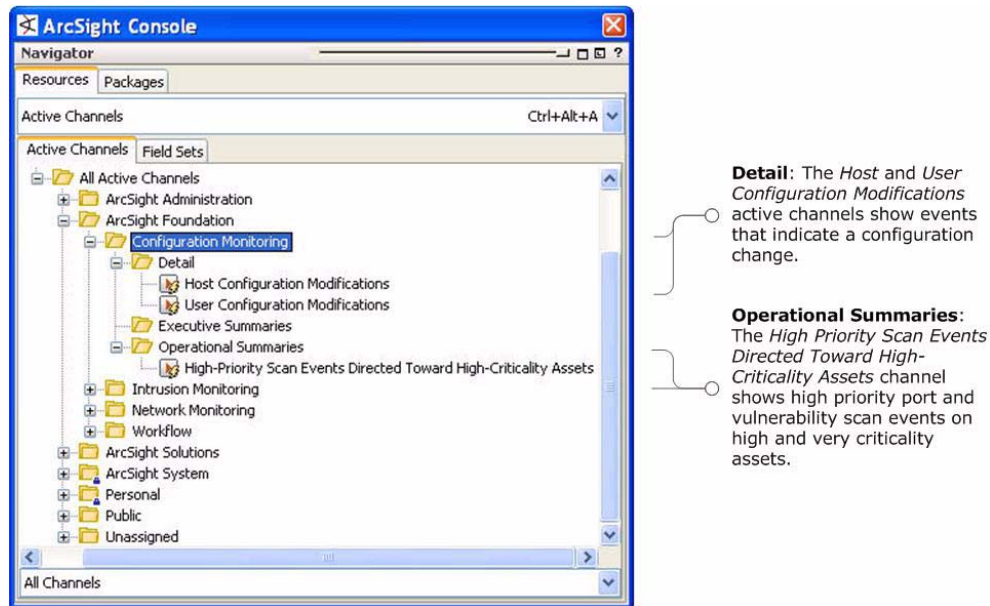 ArcSight Console
Navigator
?
Resources
Packages
Active Channels
Ctrl+Alt+A
Active Channels
Field Sets
All Active Channels
ArcSight Administration
ArcSight Foundation
Configuration Monitoring
Detail
Host Configuration Modifications
User Configuration Modifications
Executive Summaries
Operational Summaries
High-Priority Scan Events Directed Toward High-Criticality Assets
Intrusion Monitoring
Network Monitoring
Workflow
ArcSight Solutions
ArcSight System
Personal
Public
Unassigned
All Channels
Detail: The Host and User
Configuration Modifications
active channels show events
that indicate a configuration
change.
Operational Summaries:
The High Priority Scan Events
Directed Toward High-
Criticality Assets channel
shows high priority port and
vulnerability scan events on
high and very criticality
assets.